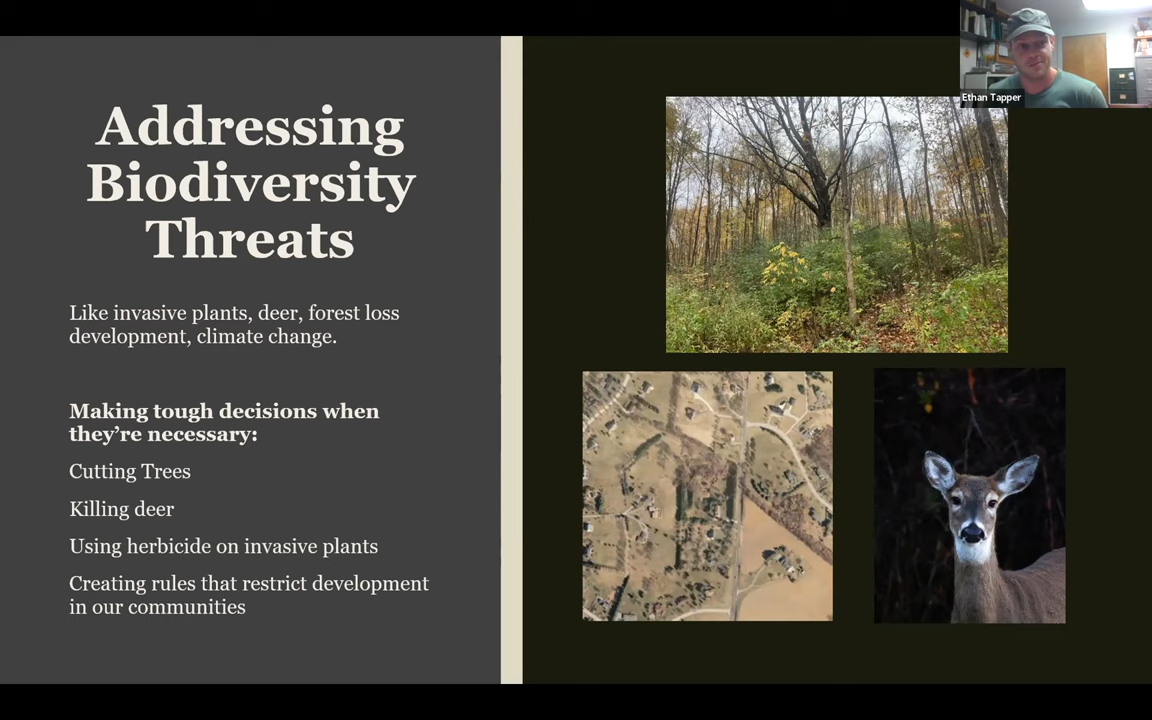 Addressing
Biodiversity
Threats
Like invasive plants, deer, forest loss
development, climate change.
Making tough decisions when
they're necessary:
Cutting Trees
Killing deer
Using herbicide on invasive plants
Creating rules that restrict development
in our communities
Ethan Tapper